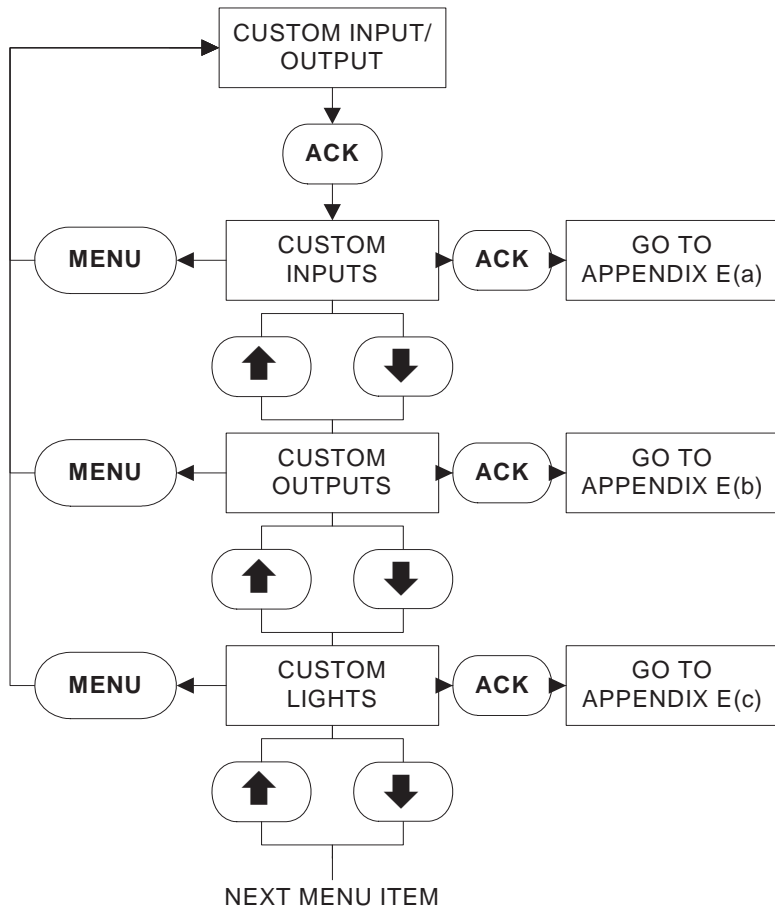 CUSTOM INPUT/
OUTPUT
ACK
MENU
CUSTOM
INPUTS
ACK
GO TO
APPENDIX E(a)
MENU
CUSTOM
OUTPUTS
ACK
GO TO
APPENDIX E(b)
MENU
CUSTOM
LIGHTS
ACK
GO TO
APPENDIX E(c)
NEXT MENU ITEM